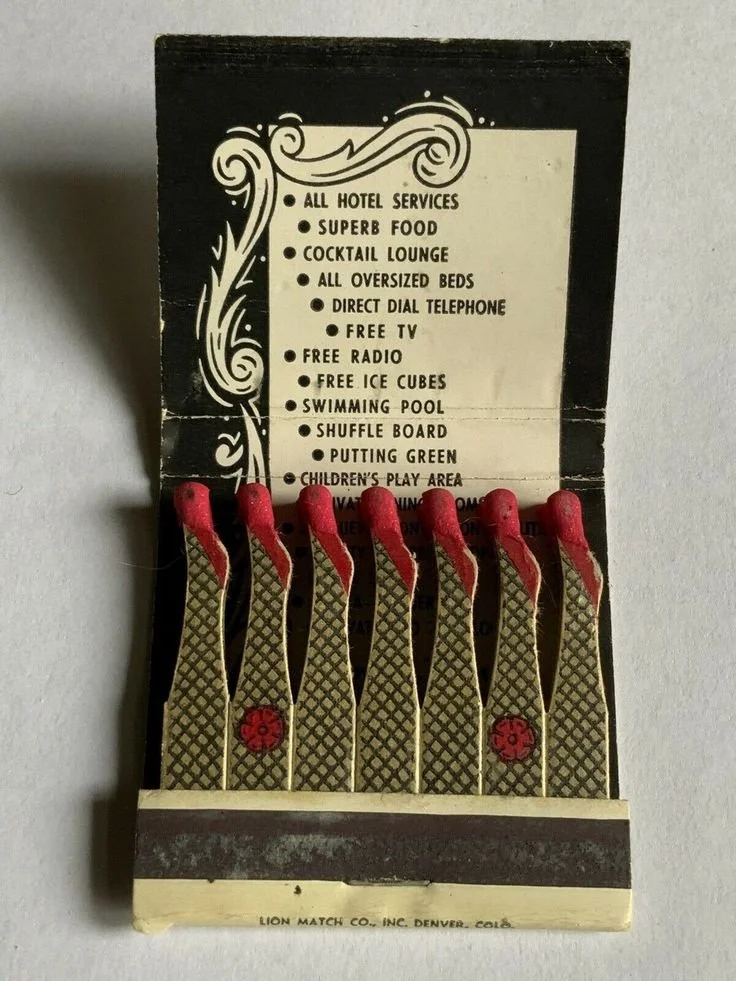 ● ALL HOTEL SERVICES
● SUPERB FOOD
● COCKTAIL LOUNGE
● ALL OVERSIZED BEDS
● DIRECT DIAL TELEPHONE
● FREE TV
● FREE RADIO
● FREE ICE CUBES
● SWIMMING POOL
● SHUFFLE BOARD
● PUTTING GREEN
● CHILDREN'S PLAY AREA
LION MATCH CO., INC. DENVER, COLO.